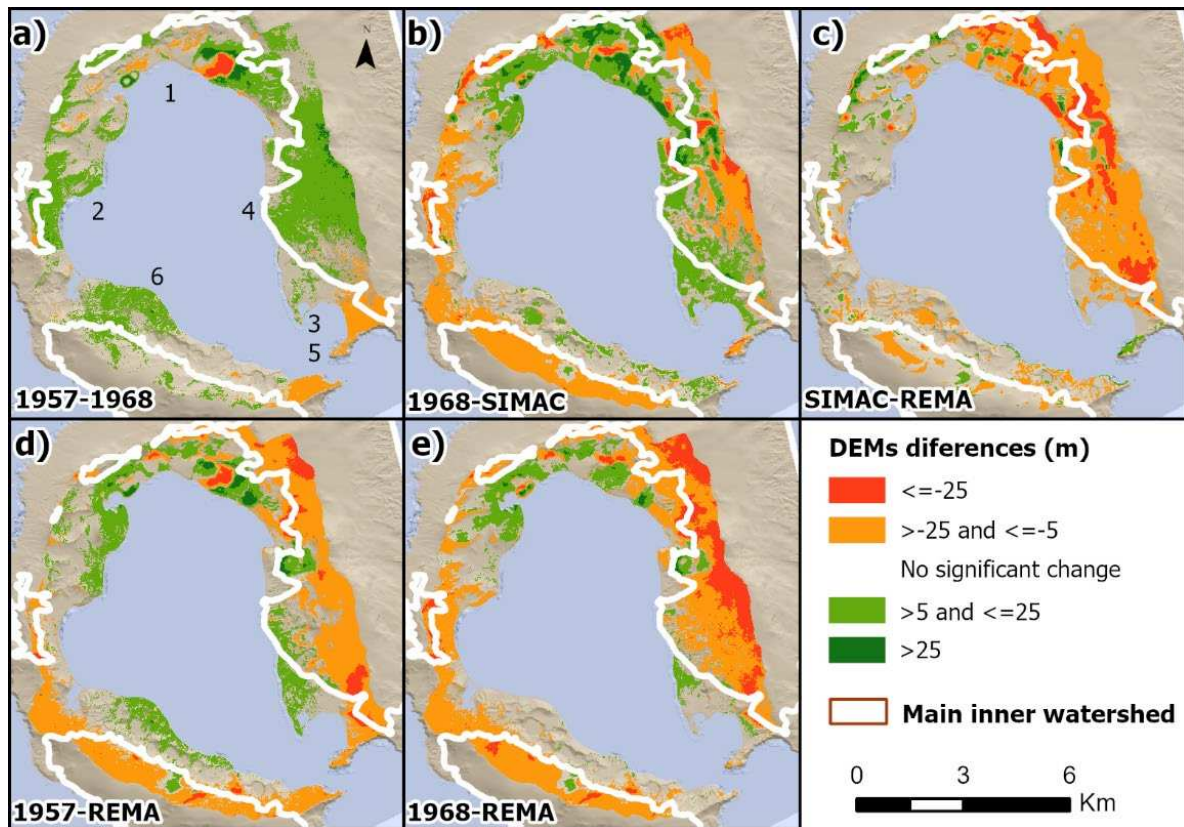 a)
N
1
2
4
6
3
5
1957-1968
b)
1968-SIMAC
c)
SIMAC-REMA
d)
1957-REMA
e)
1968-REMA
DEMs diferences (m)
<=-25
>-25 and <=-5
No significant change
>5 and <=25
>25
Main inner watershed
0 3 6
Km